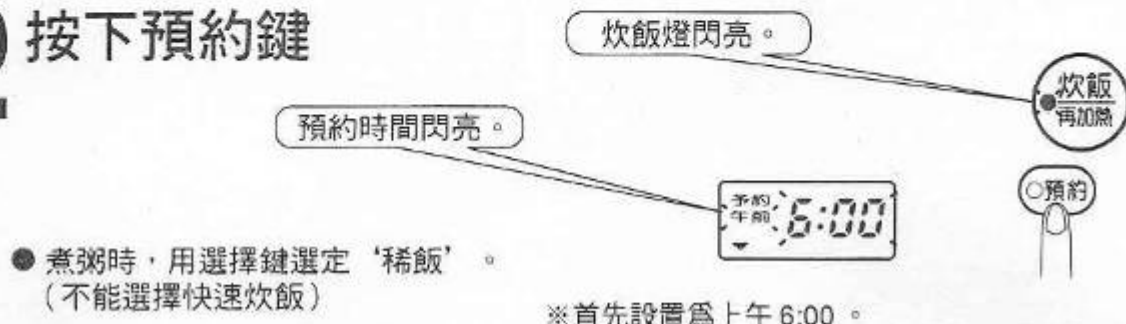 按下預約鍵
炊飯燈閃亮。
炊飯
再加熱
預約時間閃亮。
予約
午前 6:00
預約
● 煮粥時，用選擇鍵選定‘稀飯’。
（不能選擇快速炊飯）
※首先設置爲上午 6:00 。